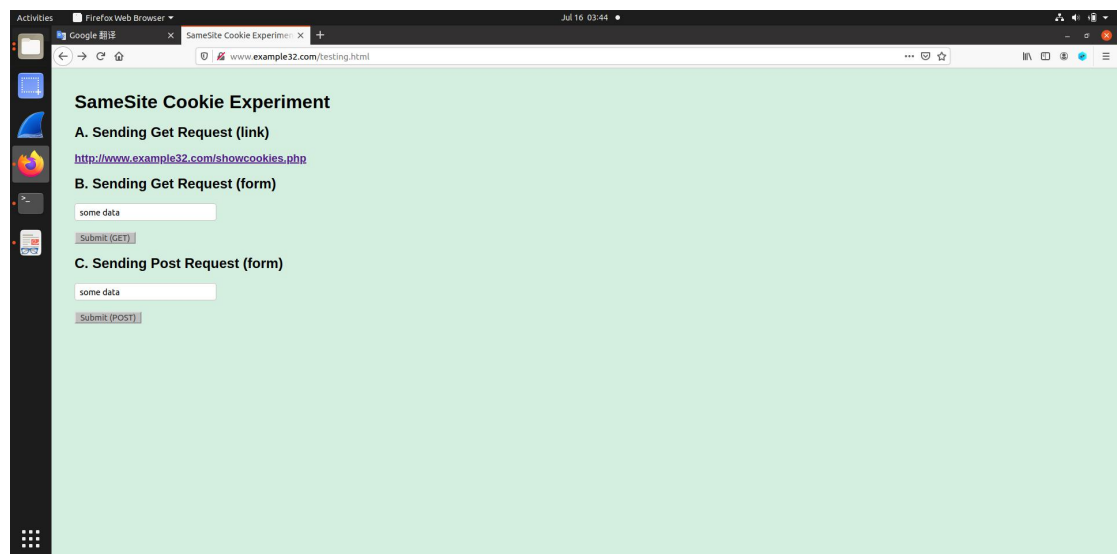 Activities
Firefox Web Browser
Jul 16 03:44
Google 翻译
SameSite Cookie Experimen
www.example32.com/testing.html
SameSite Cookie Experiment
A. Sending Get Request (link)
http://www.example32.com/showcookies.php
B. Sending Get Request (form)
some data
Submit (GET)
C. Sending Post Request (form)
some data
Submit (POST)